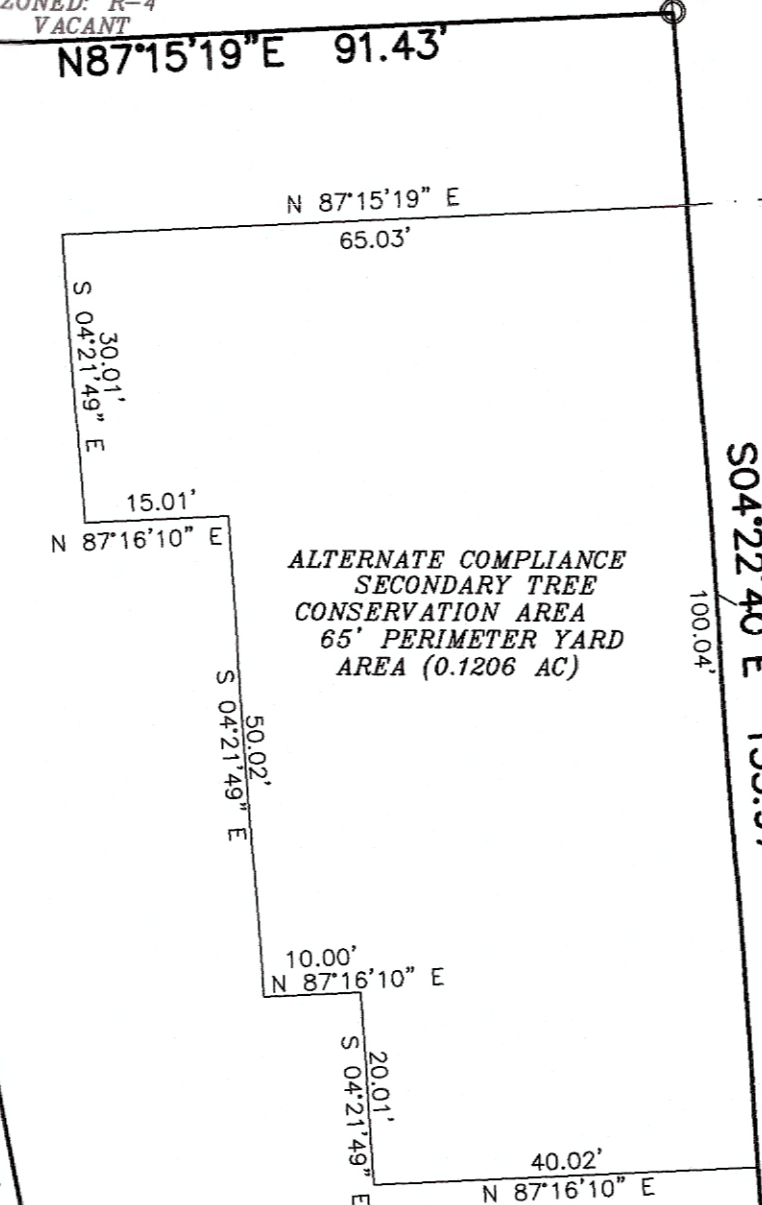 ZONED: R-4
VACANT
N87°15'19"E 91.43'
N 87°15'19" E
65.03'
S 04°21'49" E
30.01'
15.01'
N 87°16'10" E
ALTERNATE COMPLIANCE
SECONDARY TREE
CONSERVATION AREA
65' PERIMETER YARD
AREA (0.1206 AC)
S04°22'40"E
100.04'
S 04°21'49" E
50.02'
10.00'
N 87°16'10" E
S 04°21'49" E
20.01'
40.02'
N 87°16'10" E